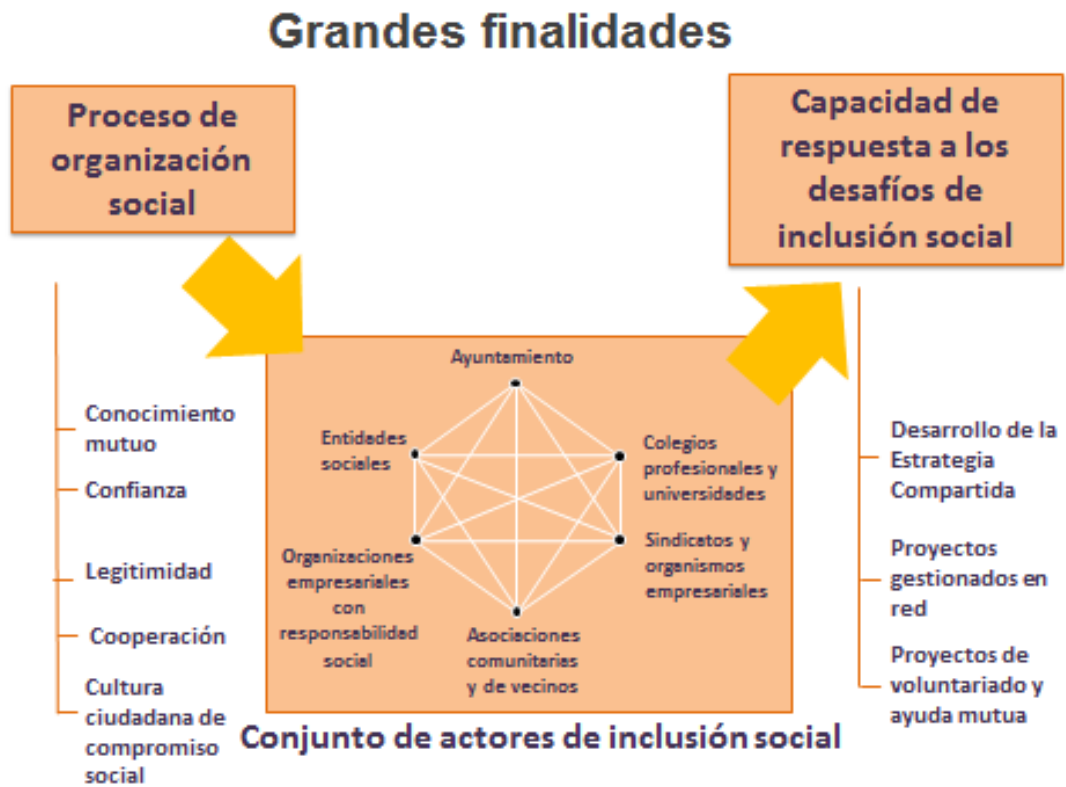 Grandes finalidades
Proceso de
organización
social
Capacidad de
respuesta a los
desafíos de
inclusión social
Conocimiento
mutuo
Confianza
Legitimidad
Cooperación
Cultura
ciudadana de
compromiso
social
Ayuntamiento
Entidades
sociales
Colegios
profesionales y
universidades
Organizaciones
empresariales
con
responsabilidad
social
Sindicatos y
organismos
empresariales
Asociaciones
comunitarias
y de vecinos
Conjunto de actores de inclusión social
Desarrollo de la
Estrategia
Compartida
Proyectos
gestionados en
red
Proyectos de
voluntariado y
ayuda mutua